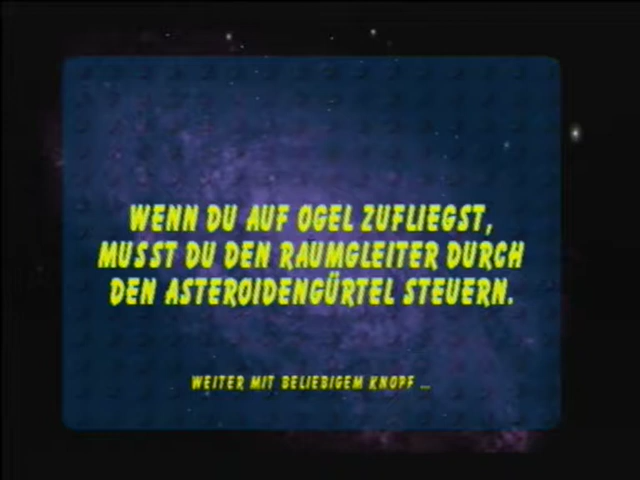 WENN DU AUF OGEL ZUFLIEGST,
MUSST DU DEN RAUMGLEITER DURCH
DEN ASTEROIDENGÜRTEL STEUERN.
WEITER MIT BELIEBIGEM KNOPF ...